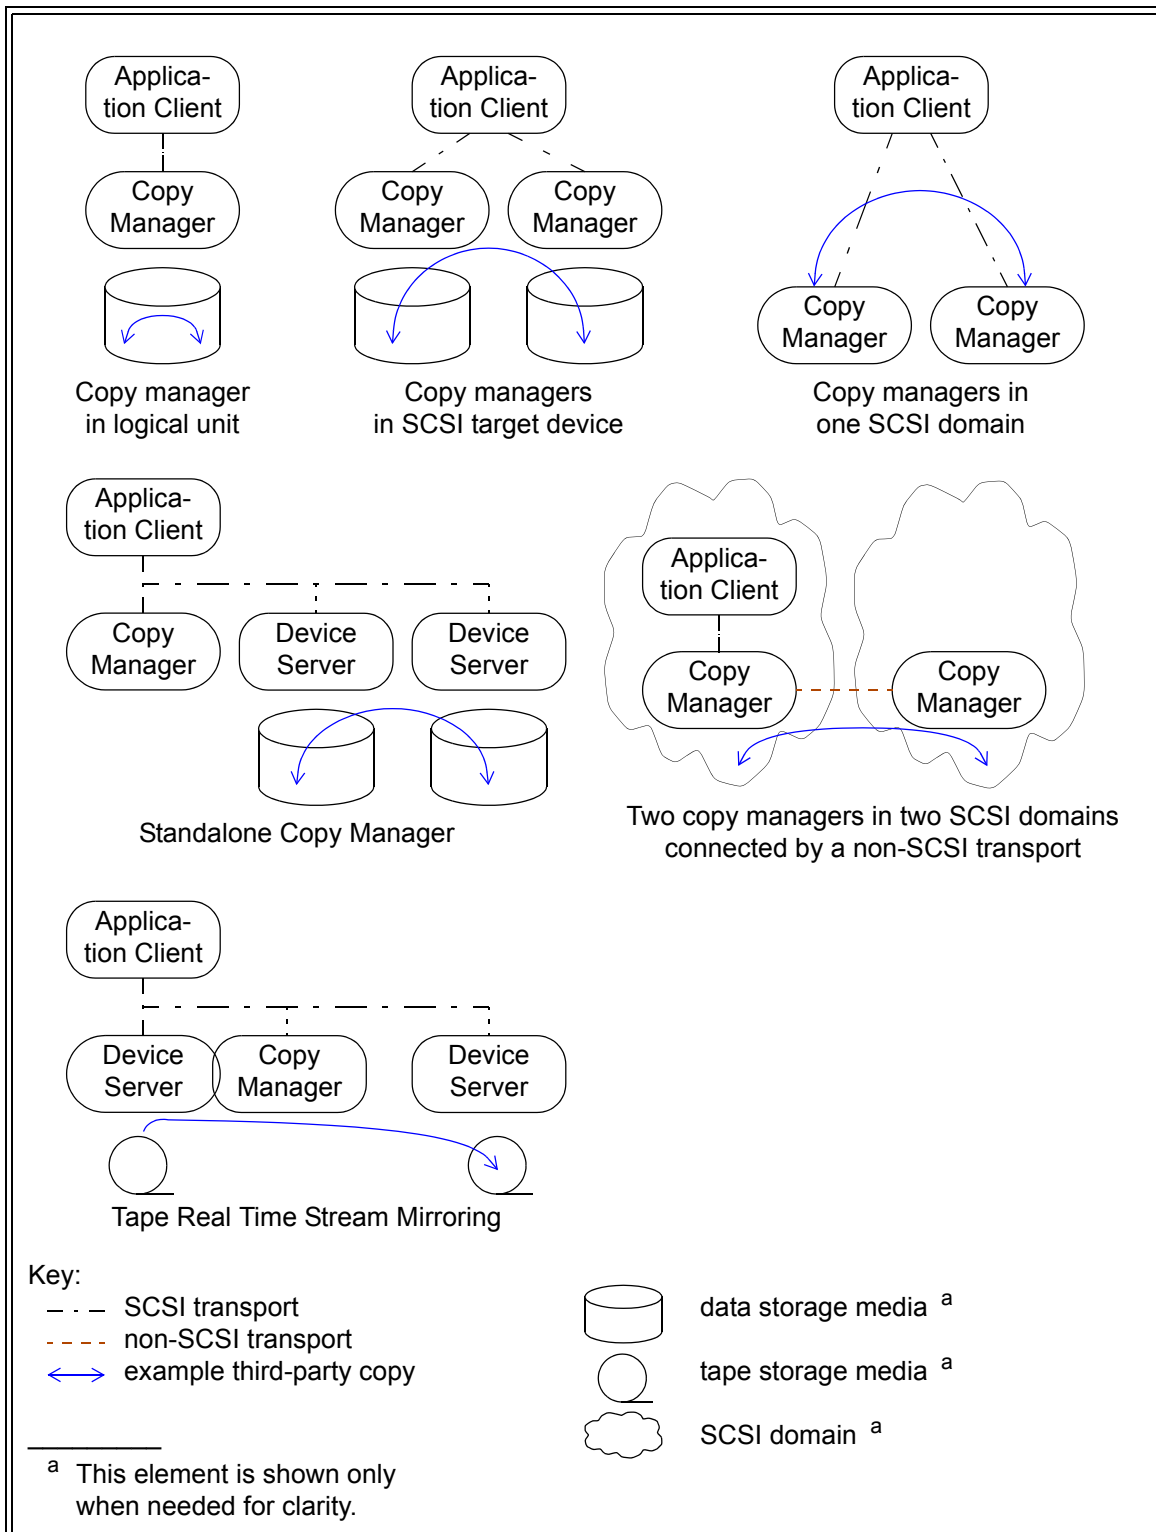 Applica-
tion Client
Copy
Manager
Copy manager
in logical unit
Applica-
tion Client
Copy
Manager
Copy
Manager
Copy managers
in SCSI target device
Applica-
tion Client
Copy
Manager
Copy
Manager
Copy managers in
one SCSI domain
Applica-
tion Client
Copy
Manager
Device
Server
Device
Server
Standalone Copy Manager
Applica-
tion Client
Copy
Manager
Copy
Manager
Two copy managers in two SCSI domains
connected by a non-SCSI transport
Applica-
tion Client
Device
Server
Copy
Manager
Device
Server
Tape Real Time Stream Mirroring
Key:
SCSI transport
non-SCSI transport
example third-party copy
data storage media a
tape storage media a
SCSI domain a
a This element is shown only
when needed for clarity.